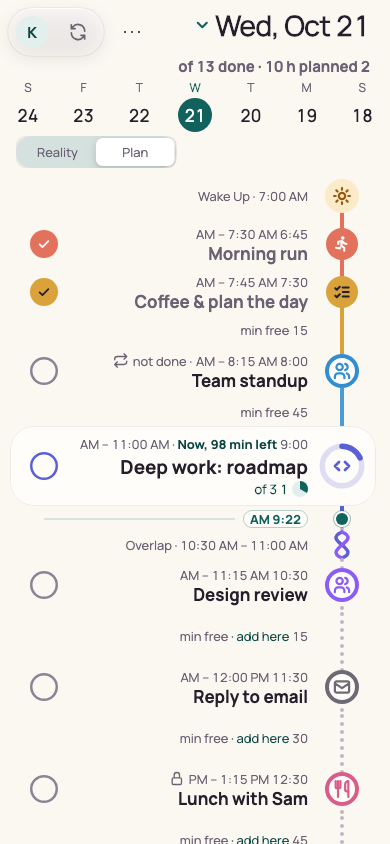 K
...
Wed, Oct 21
of 13 done · 10 h planned 2
S F T W T M S
24 23 22 21 20 19 18
Reality Plan
Wake Up · 7:00 AM
AM – 7:30 AM 6:45
Morning run
AM – 7:45 AM 7:30
Coffee & plan the day
min free 15
not done · AM – 8:15 AM 8:00
Team standup
min free 45
AM – 11:00 AM · Now, 98 min left 9:00
Deep work: roadmap
of 3 1
AM 9:22
Overlap · 10:30 AM – 11:00 AM
AM – 11:15 AM 10:30
Design review
min free · add here 15
AM – 12:00 PM 11:30
Reply to email
min free · add here 30
PM – 1:15 PM 12:30
Lunch with Sam
min free · add here 45